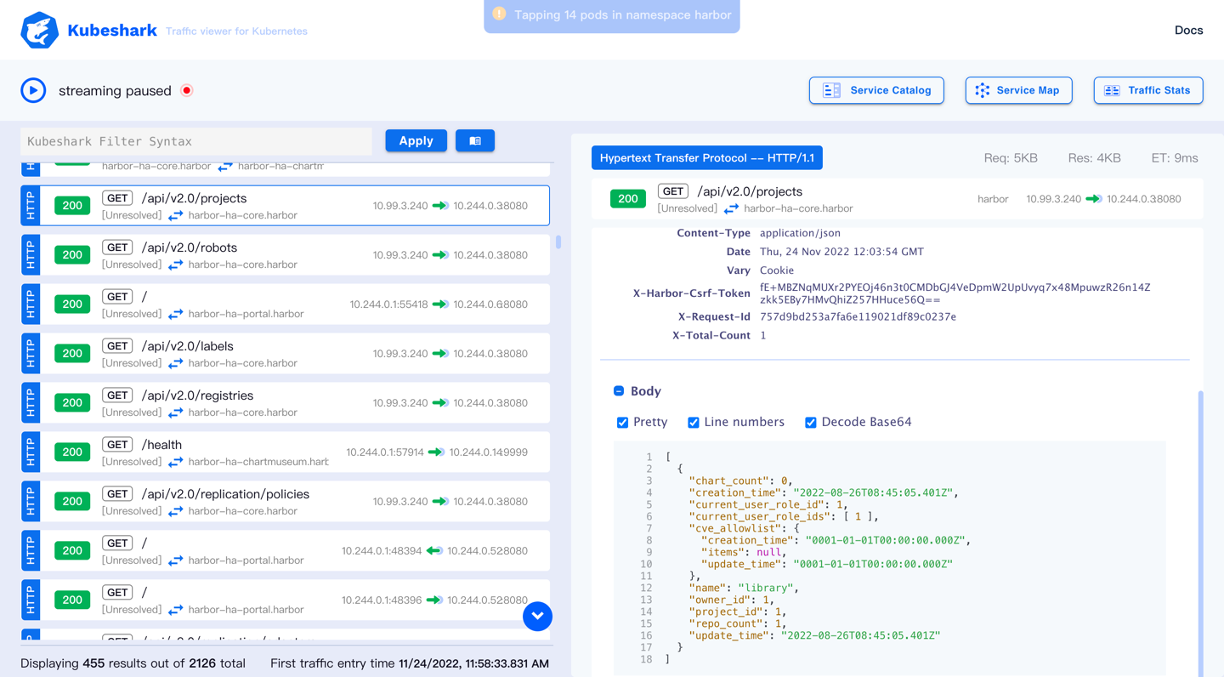 Kubeshark Traffic viewer for Kubernetes
Tapping 14 pods in namespace harbor
Docs
streaming paused
Service Catalog
Service Map
Traffic Stats
Kubeshark Filter Syntax
Apply
HTTP
harbor-ha-core.harbor harbor-ha-chartm
HTTP
200 GET /api/v2.0/projects
[Unresolved] harbor-ha-core.harbor
10.99.3.240 10.244.0.38080
HTTP
200 GET /api/v2.0/robots
[Unresolved] harbor-ha-core.harbor
10.99.3.240 10.244.0.38080
HTTP
200 GET /
[Unresolved] harbor-ha-portal.harbor
10.244.0.1:55418 10.244.0.68080
HTTP
200 GET /api/v2.0/labels
[Unresolved] harbor-ha-core.harbor
10.99.3.240 10.244.0.38080
HTTP
200 GET /api/v2.0/registries
[Unresolved] harbor-ha-core.harbor
10.99.3.240 10.244.0.38080
HTTP
200 GET /health
[Unresolved] harbor-ha-chartmuseum.hart
10.244.0.1:57914 10.244.0.149999
HTTP
200 GET /api/v2.0/replication/policies
[Unresolved] harbor-ha-core.harbor
10.99.3.240 10.244.0.38080
HTTP
200 GET /
[Unresolved] harbor-ha-portal.harbor
10.244.0.1:48394 10.244.0.528080
HTTP
200 GET /
[Unresolved] harbor-ha-portal.harbor
10.244.0.1:48396 10.244.0.528080
Displaying 455 results out of 2126 total
First traffic entry time 11/24/2022, 11:58:33.831 AM
Hypertext Transfer Protocol -- HTTP/1.1
Req: 5KB Res: 4KB ET: 9ms
200 GET /api/v2.0/projects
[Unresolved] harbor-ha-core.harbor
harbor 10.99.3.240 10.244.0.38080
Content-Type application/json
Date Thu, 24 Nov 2022 12:03:54 GMT
Vary Cookie
X-Harbor-Csrf-Token fE+MBZNqMUXr2PYEOj46n3t0CMDbGJ4VeDpmW2UpUvyq7x48MpuwzR26n14Z
zkk5EBy7HMvQhiZ257HHuce56Q==
X-Request-Id 757d9bd253a7fa6e119021df89c0237e
X-Total-Count 1
Body
Pretty Line numbers Decode Base64
1 [
2 {
3 "chart_count": 0,
4 "creation_time": "2022-08-26T08:45:05.401Z",
5 "current_user_role_id": 1,
6 "current_user_role_ids": [ 1 ],
7 "cve_allowlist": {
8 "creation_time": "0001-01-01T00:00:00.000Z",
9 "items": null,
10 "update_time": "0001-01-01T00:00:00.000Z"
11 },
12 "name": "library",
13 "owner_id": 1,
14 "project_id": 1,
15 "repo_count": 1,
16 "update_time": "2022-08-26T08:45:05.401Z"
17 }
18 ]